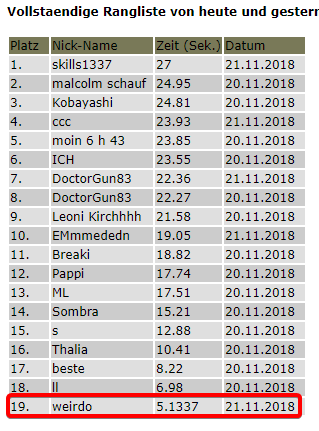 Vollstaendige Rangliste von heute und gestern
Platz Nick-Name Zeit (Sek.) Datum
1. skills1337 27 21.11.2018
2. malcolm schauf 24.95 20.11.2018
3. Kobayashi 24.81 20.11.2018
4. ccc 23.93 21.11.2018
5. moin 6 h 43 23.85 20.11.2018
6. ICH 23.55 20.11.2018
7. DoctorGun83 22.36 21.11.2018
8. DoctorGun83 22.27 20.11.2018
9. Leoni Kirchhhh 21.58 20.11.2018
10. EMmmededn 19.05 21.11.2018
11. Breaki 18.82 20.11.2018
12. Pappi 17.74 20.11.2018
13. ML 17.51 20.11.2018
14. Sombra 15.21 20.11.2018
15. s 12.88 20.11.2018
16. Thalia 10.41 20.11.2018
17. beste 8.22 20.11.2018
18. ll 6.98 20.11.2018
19. weirdo 5.1337 21.11.2018